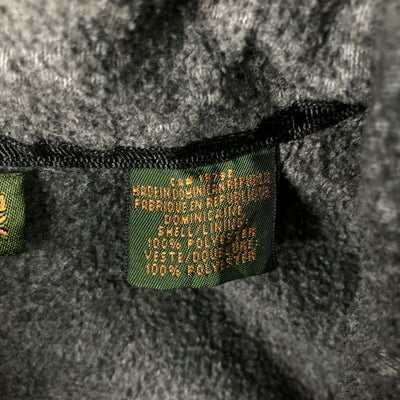 MADE IN DOMINICAN REPUBLIC
FABRIQUE EN REPUBLIQUE
DOMINICAINE
SHELL/LINING:
100% POLYESTER
VESTE/DOUBLURE:
100% POLYESTER